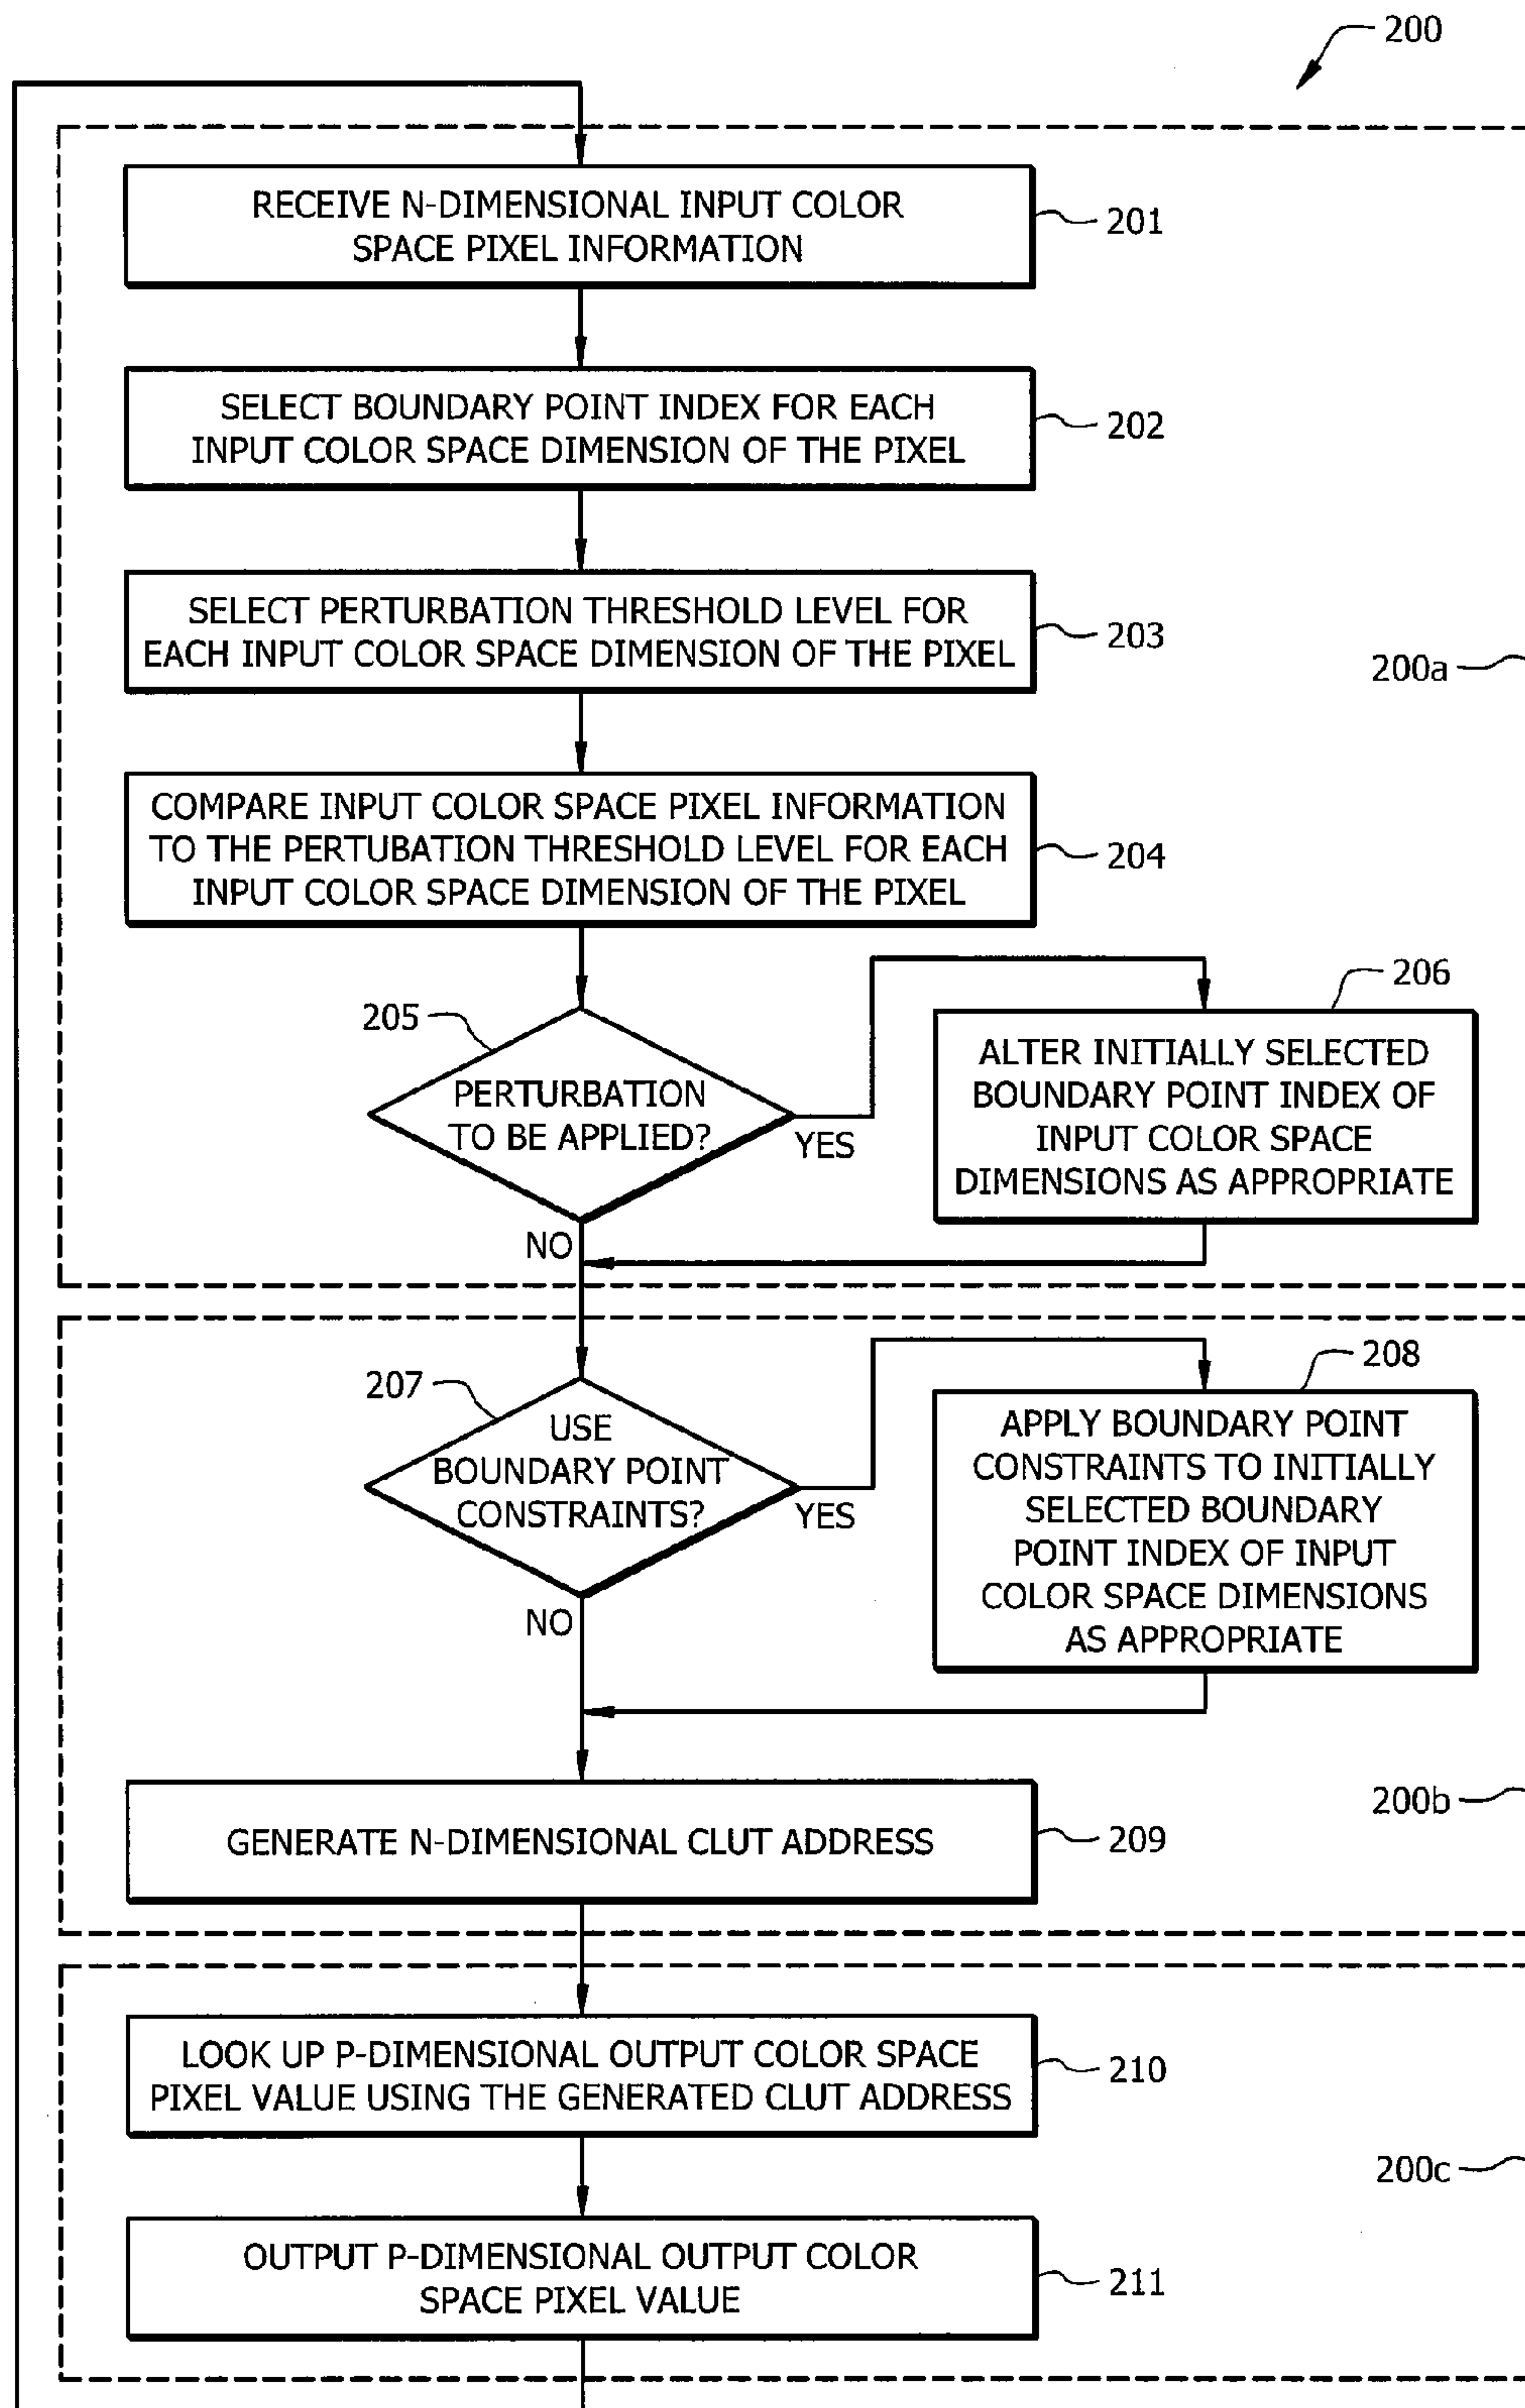 200
RECEIVE N-DIMENSIONAL INPUT COLOR
SPACE PIXEL INFORMATION
201
SELECT BOUNDARY POINT INDEX FOR EACH
INPUT COLOR SPACE DIMENSION OF THE PIXEL
202
SELECT PERTURBATION THRESHOLD LEVEL FOR
EACH INPUT COLOR SPACE DIMENSION OF THE PIXEL
203
200a
COMPARE INPUT COLOR SPACE PIXEL INFORMATION
TO THE PERTUBATION THRESHOLD LEVEL FOR EACH
INPUT COLOR SPACE DIMENSION OF THE PIXEL
204
205
PERTURBATION
TO BE APPLIED?
YES
NO
206
ALTER INITIALLY SELECTED
BOUNDARY POINT INDEX OF
INPUT COLOR SPACE
DIMENSIONS AS APPROPRIATE
207
USE
BOUNDARY POINT
CONSTRAINTS?
YES
NO
208
APPLY BOUNDARY POINT
CONSTRAINTS TO INITIALLY
SELECTED BOUNDARY
POINT INDEX OF INPUT
COLOR SPACE DIMENSIONS
AS APPROPRIATE
200b
GENERATE N-DIMENSIONAL CLUT ADDRESS
209
LOOK UP P-DIMENSIONAL OUTPUT COLOR SPACE
PIXEL VALUE USING THE GENERATED CLUT ADDRESS
210
200c
OUTPUT P-DIMENSIONAL OUTPUT COLOR
SPACE PIXEL VALUE
211